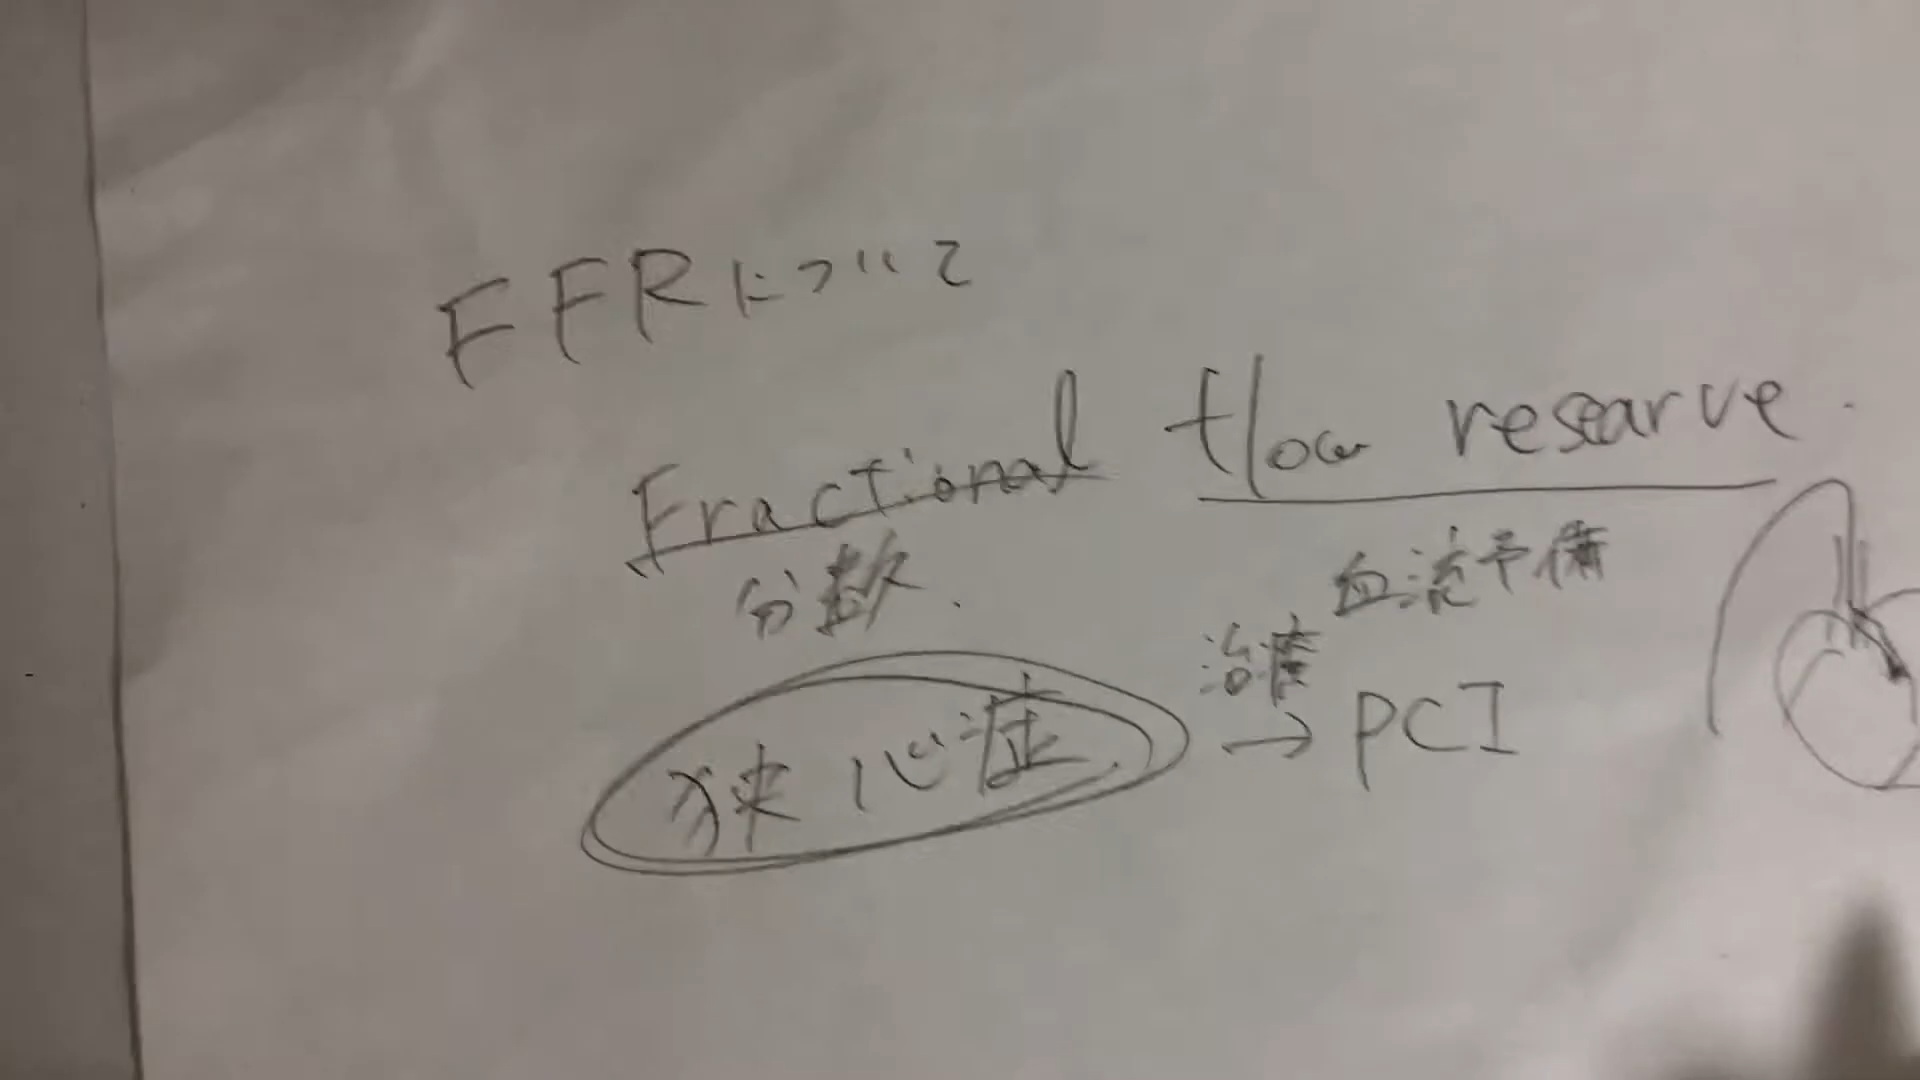 FFRについて
Fractional flow resarve.
分数. 血流予備
狭心症 → 治療 PCI